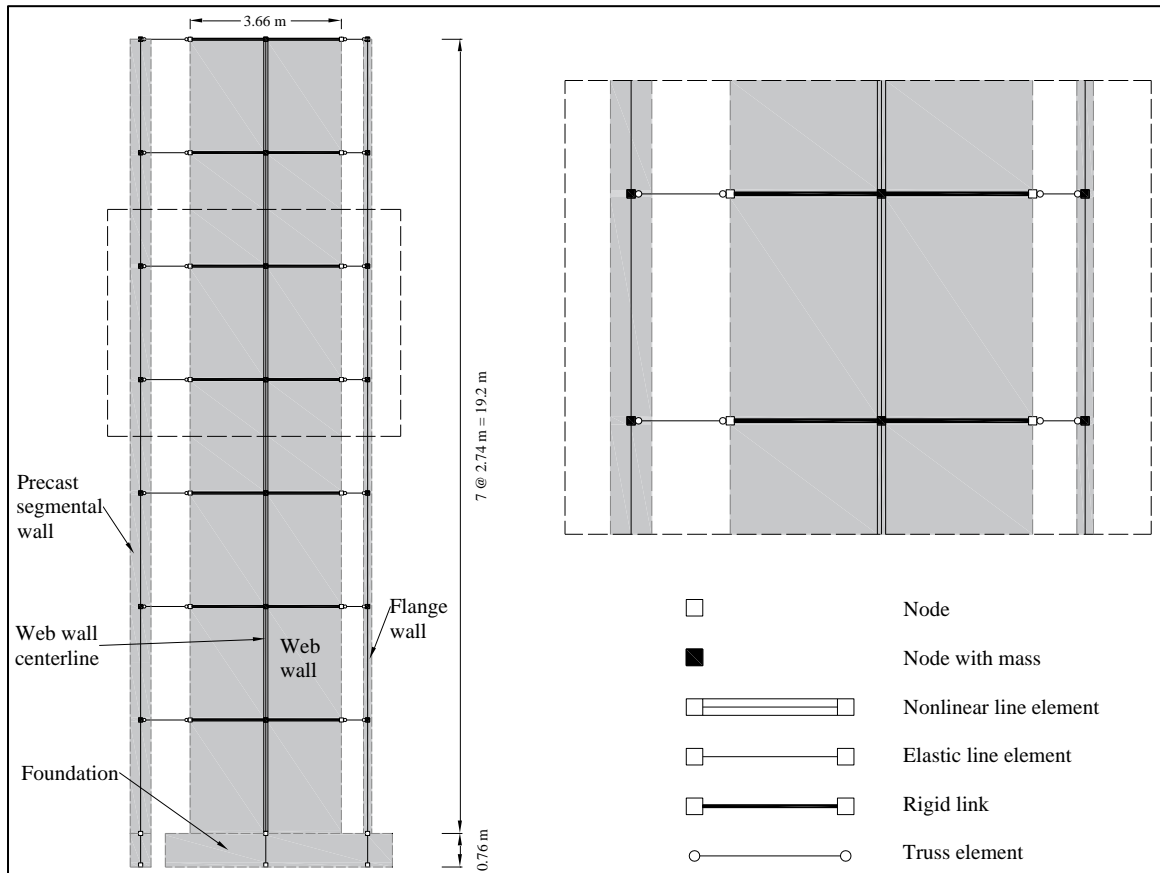 3.66 m
7 @ 2.74 m = 19.2 m
Precast
segmental
wall
Web wall
centerline
Web
wall
Flange
wall
Foundation
0.76 m
Node
Node with mass
Nonlinear line element
Elastic line element
Rigid link
Truss element